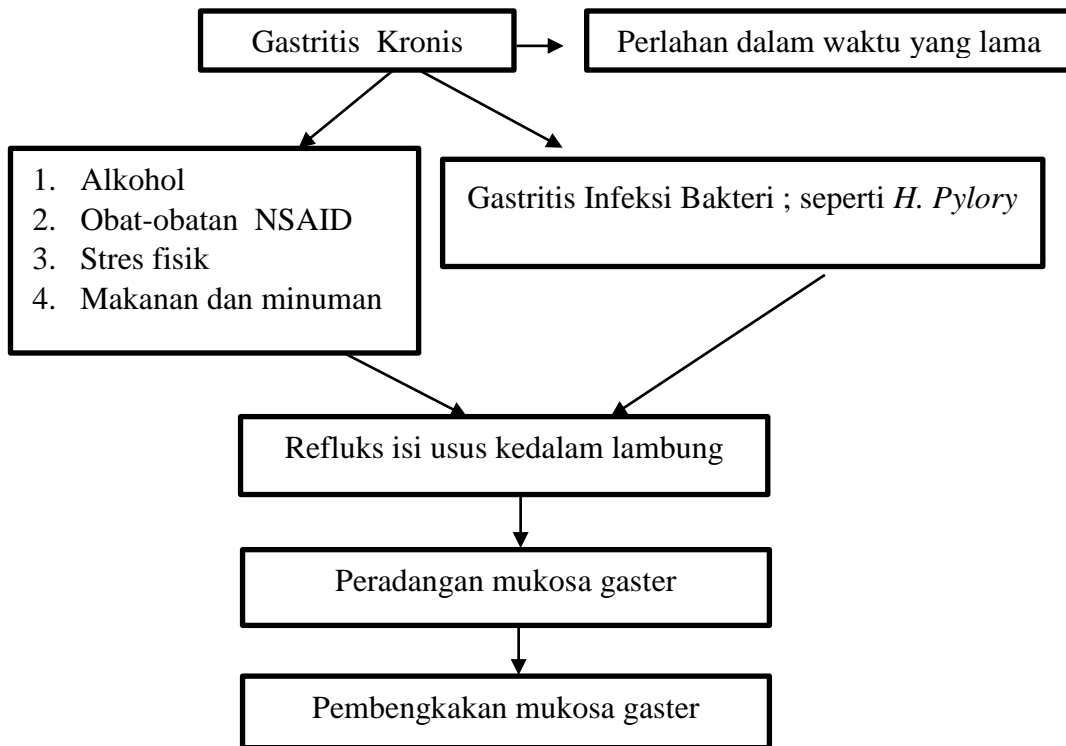 Gastritis Kronis
Perlahan dalam waktu yang lama
1. Alkohol
2. Obat-obatan NSAID
3. Stres fisik
4. Makanan dan minuman
Gastritis Infeksi Bakteri ; seperti H. Pylory
Refluks isi usus kedalam lambung
Peradangan mukosa gaster
Pembengkakan mukosa gaster